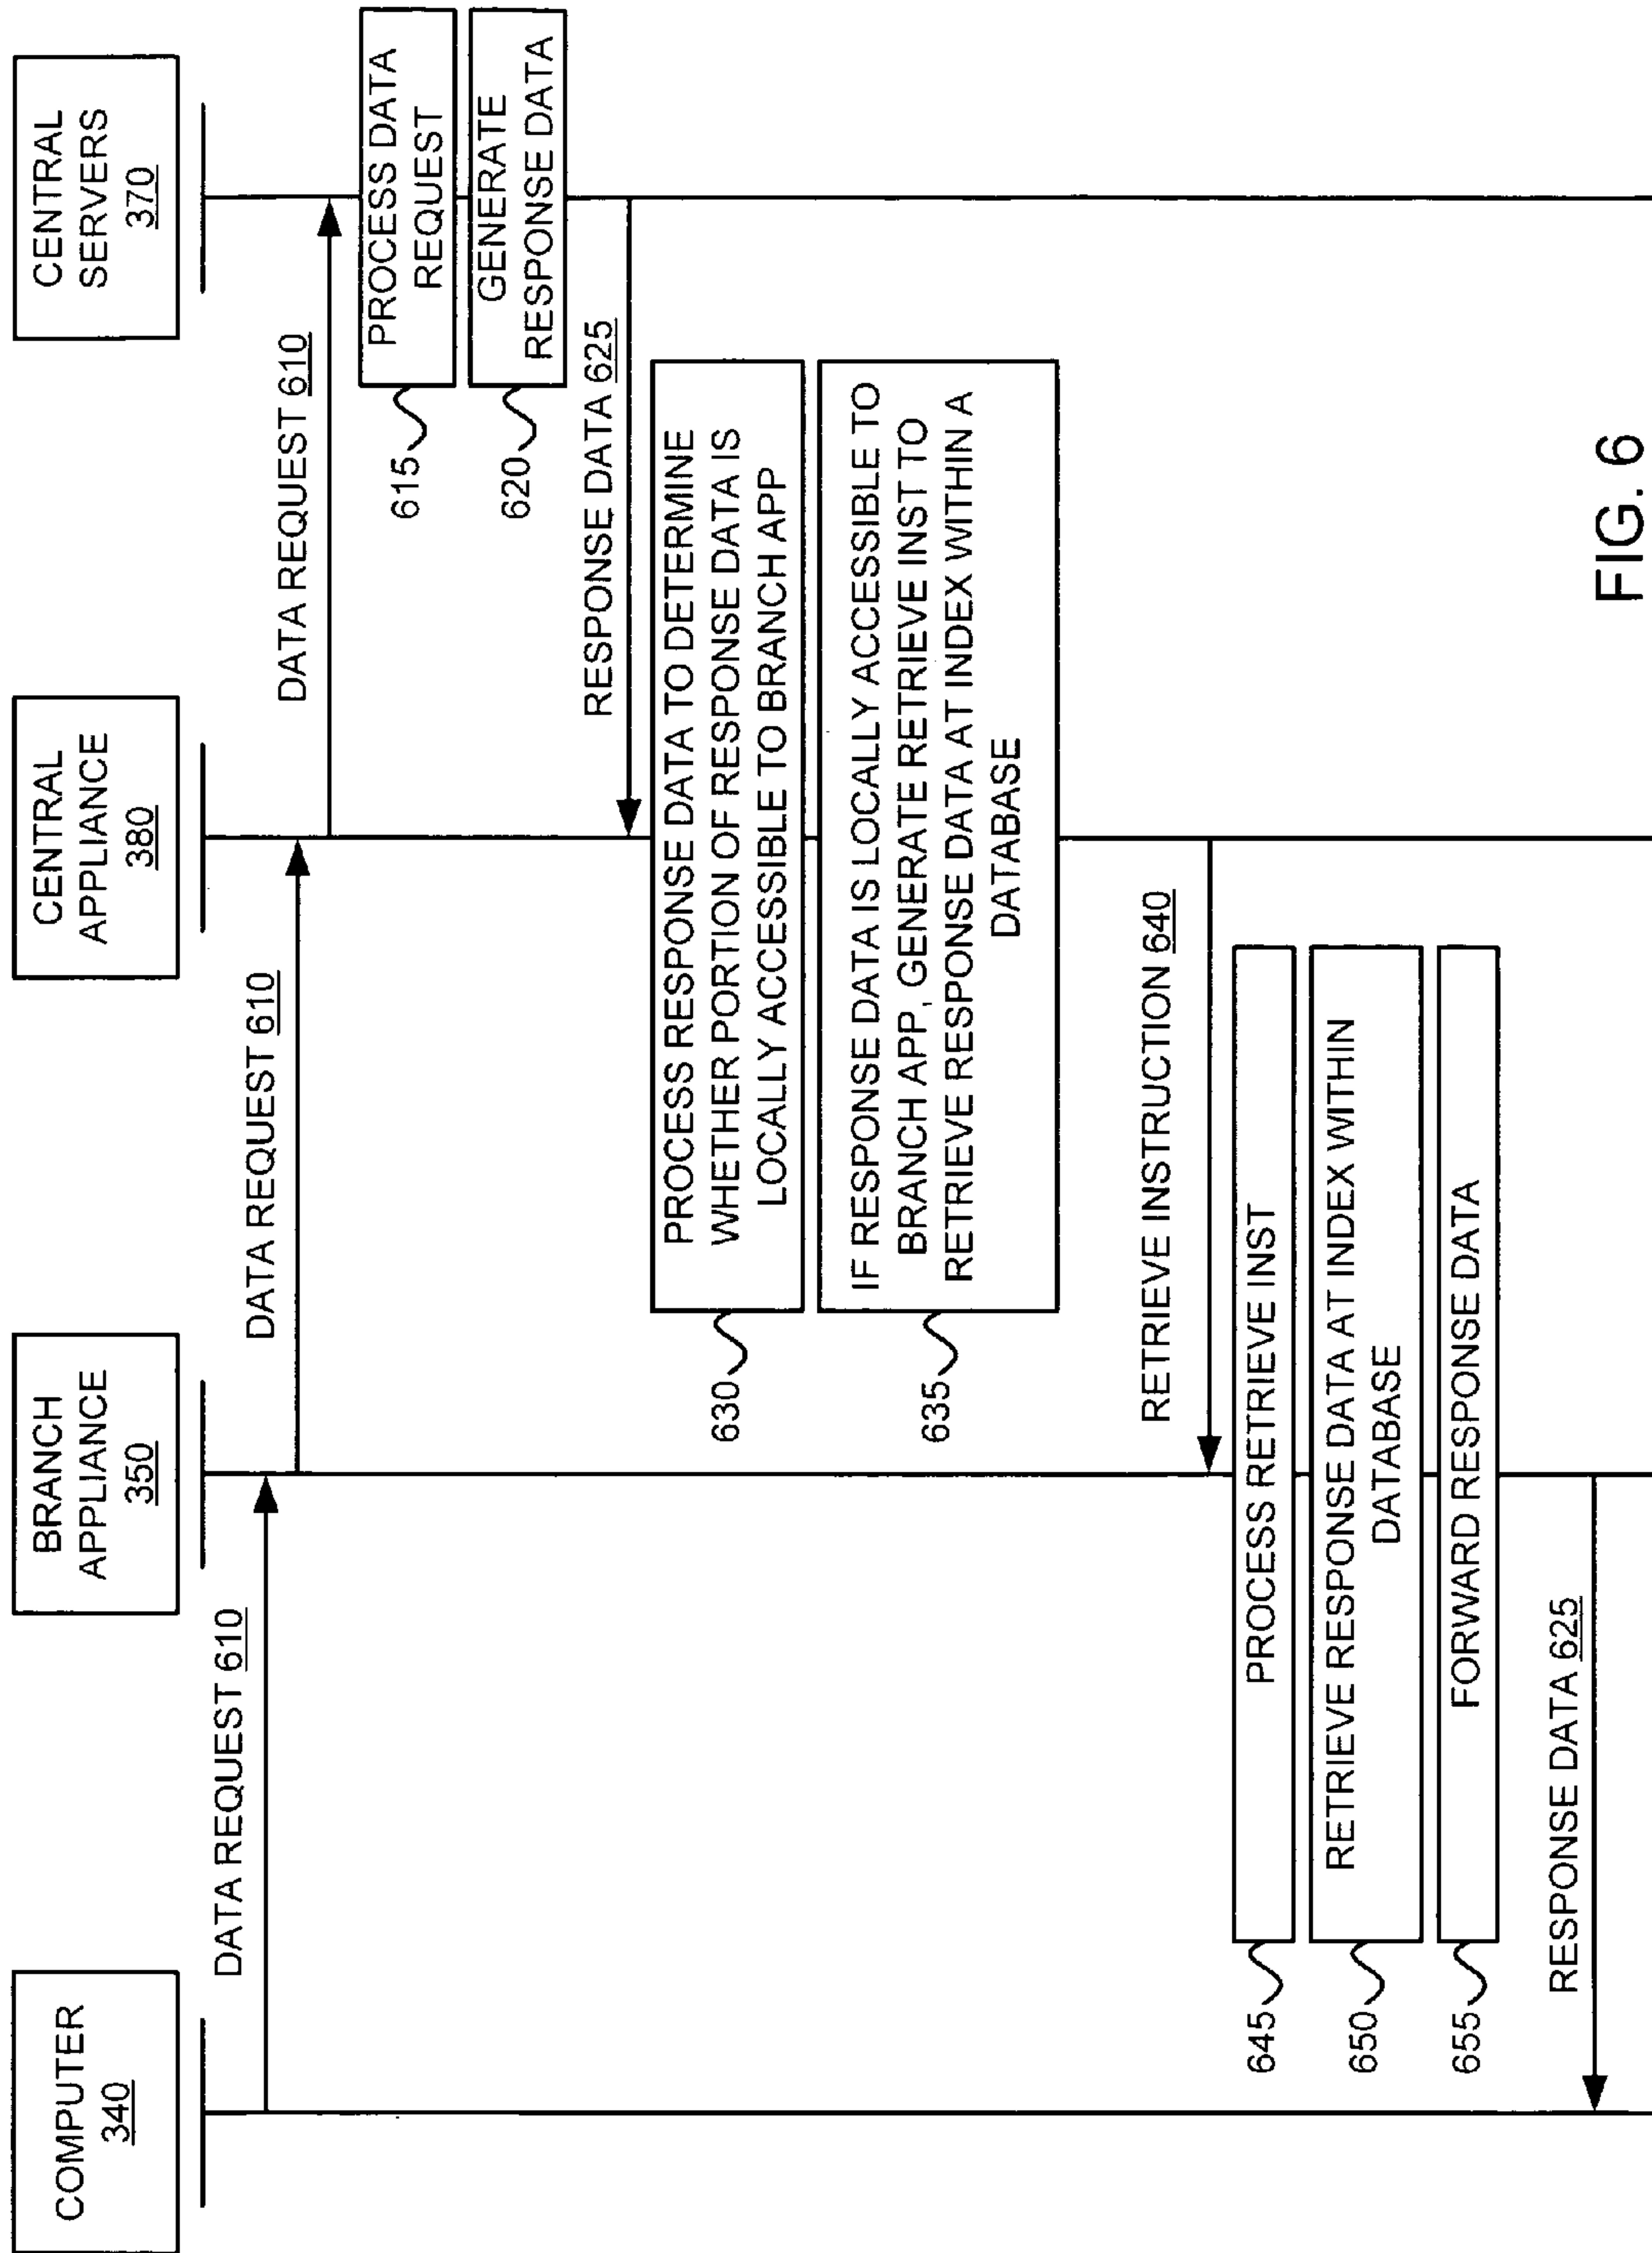 COMPUTER
340
BRANCH
APPLIANCE
350
CENTRAL
APPLIANCE
380
CENTRAL
SERVERS
370
DATA REQUEST 610
DATA REQUEST 610
DATA REQUEST 610
615
PROCESS DATA
REQUEST
620
GENERATE
RESPONSE DATA
RESPONSE DATA 625
630
PROCESS RESPONSE DATA TO DETERMINE
WHETHER PORTION OF RESPONSE DATA IS
LOCALLY ACCESSIBLE TO BRANCH APP
635
IF RESPONSE DATA IS LOCALLY ACCESSIBLE TO
BRANCH APP, GENERATE RETRIEVE INST TO
RETRIEVE RESPONSE DATA AT INDEX WITHIN A
DATABASE
RETRIEVE INSTRUCTION 640
645
PROCESS RETRIEVE INST
650
RETRIEVE RESPONSE DATA AT INDEX WITHIN
DATABASE
655
FORWARD RESPONSE DATA
RESPONSE DATA 625
FIG. 6